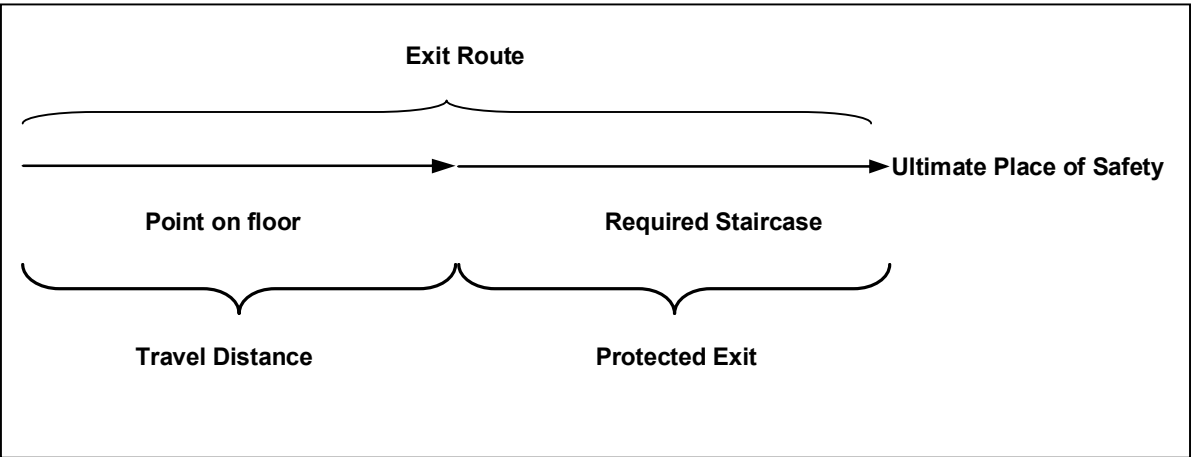 Exit Route
Ultimate Place of Safety
Point on floor
Required Staircase
Travel Distance
Protected Exit